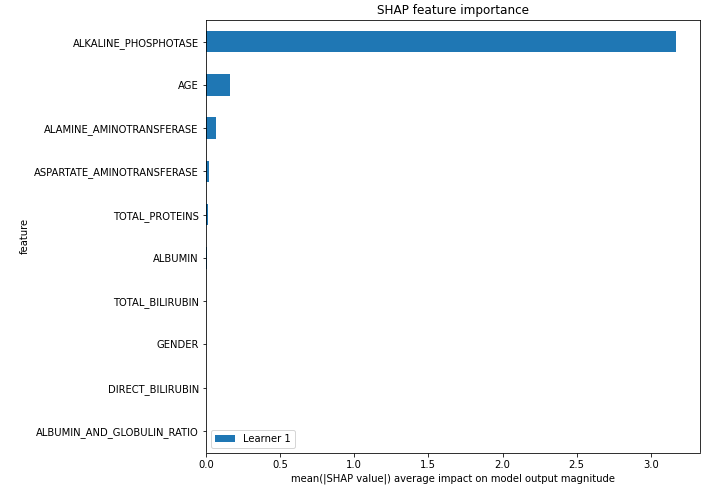 SHAP feature importance
ALKALINE_PHOSPHOTASE
AGE
ALAMINE_AMINOTRANSFERASE
ASPARTATE_AMINOTRANSFERASE
TOTAL_PROTEINS
ALBUMIN
TOTAL_BILIRUBIN
GENDER
DIRECT_BILIRUBIN
ALBUMIN_AND_GLOBULIN_RATIO
feature
Learner 1
0.0 0.5 1.0 1.5 2.0 2.5 3.0
mean(|SHAP value|) average impact on model output magnitude